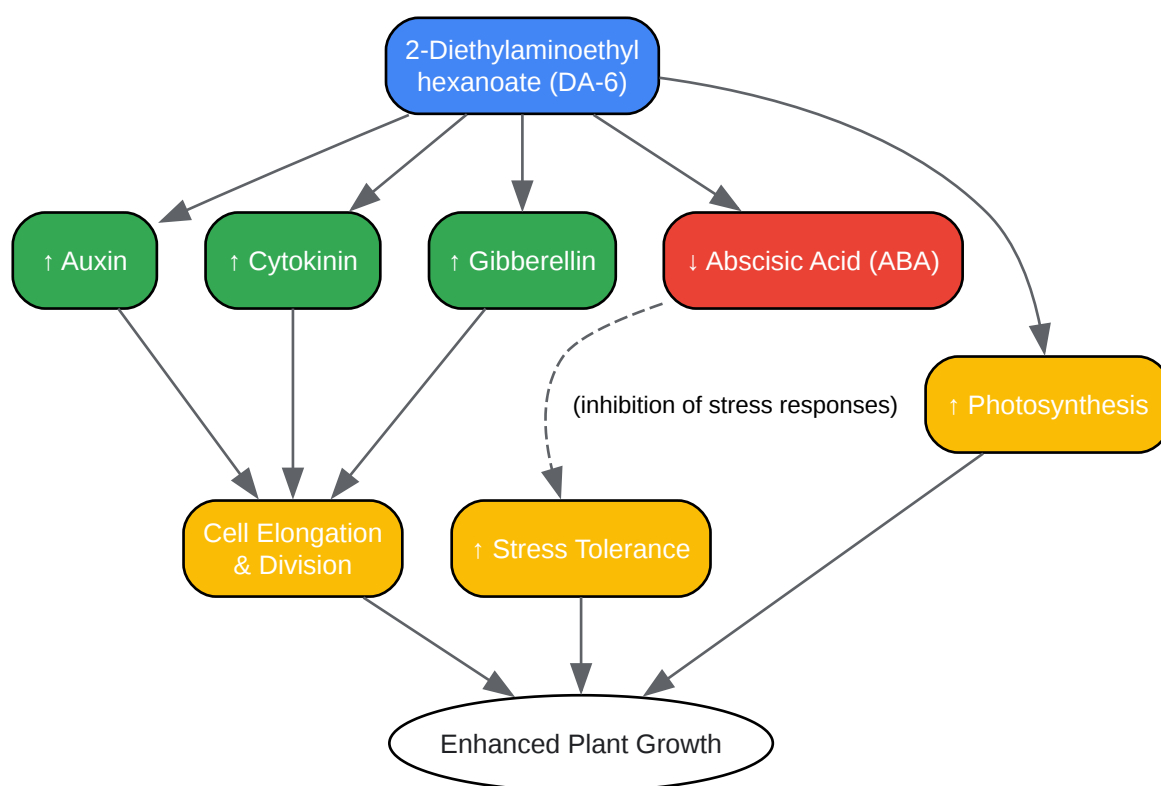 2-Diethylaminoethyl
hexanoate (DA-6)
↑ Auxin
↑ Cytokinin
↑ Gibberellin
↓ Abscisic Acid (ABA)
(inhibition of stress responses)
↑ Photosynthesis
Cell Elongation
& Division
↑ Stress Tolerance
Enhanced Plant Growth